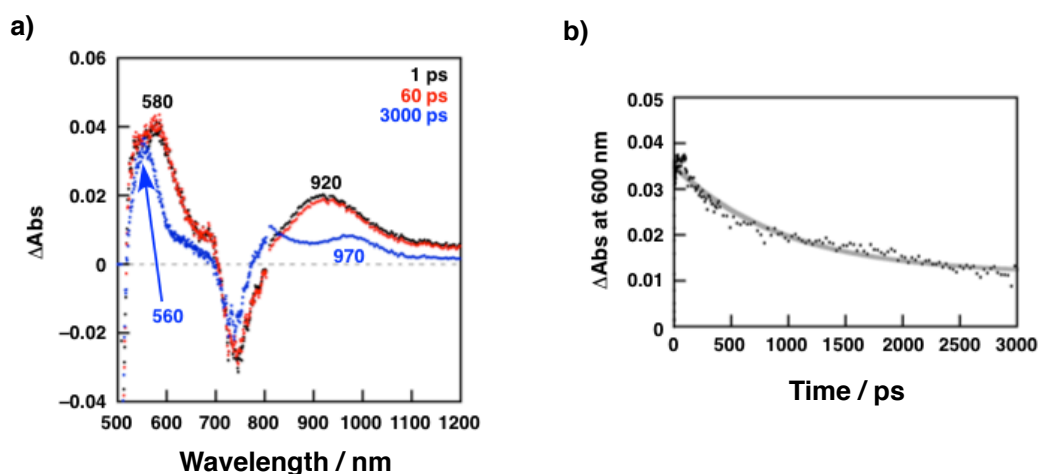 a)
0.06
0.04
0.02
0
−0.02
−0.04
ΔAbs
580
1 ps
60 ps
3000 ps
920
970
560
500 600 700 800 900 1000 1100 1200
Wavelength / nm
b)
0.05
0.04
0.03
0.02
0.01
0
ΔAbs at 600 nm
0 500 1000 1500 2000 2500 3000
Time / ps